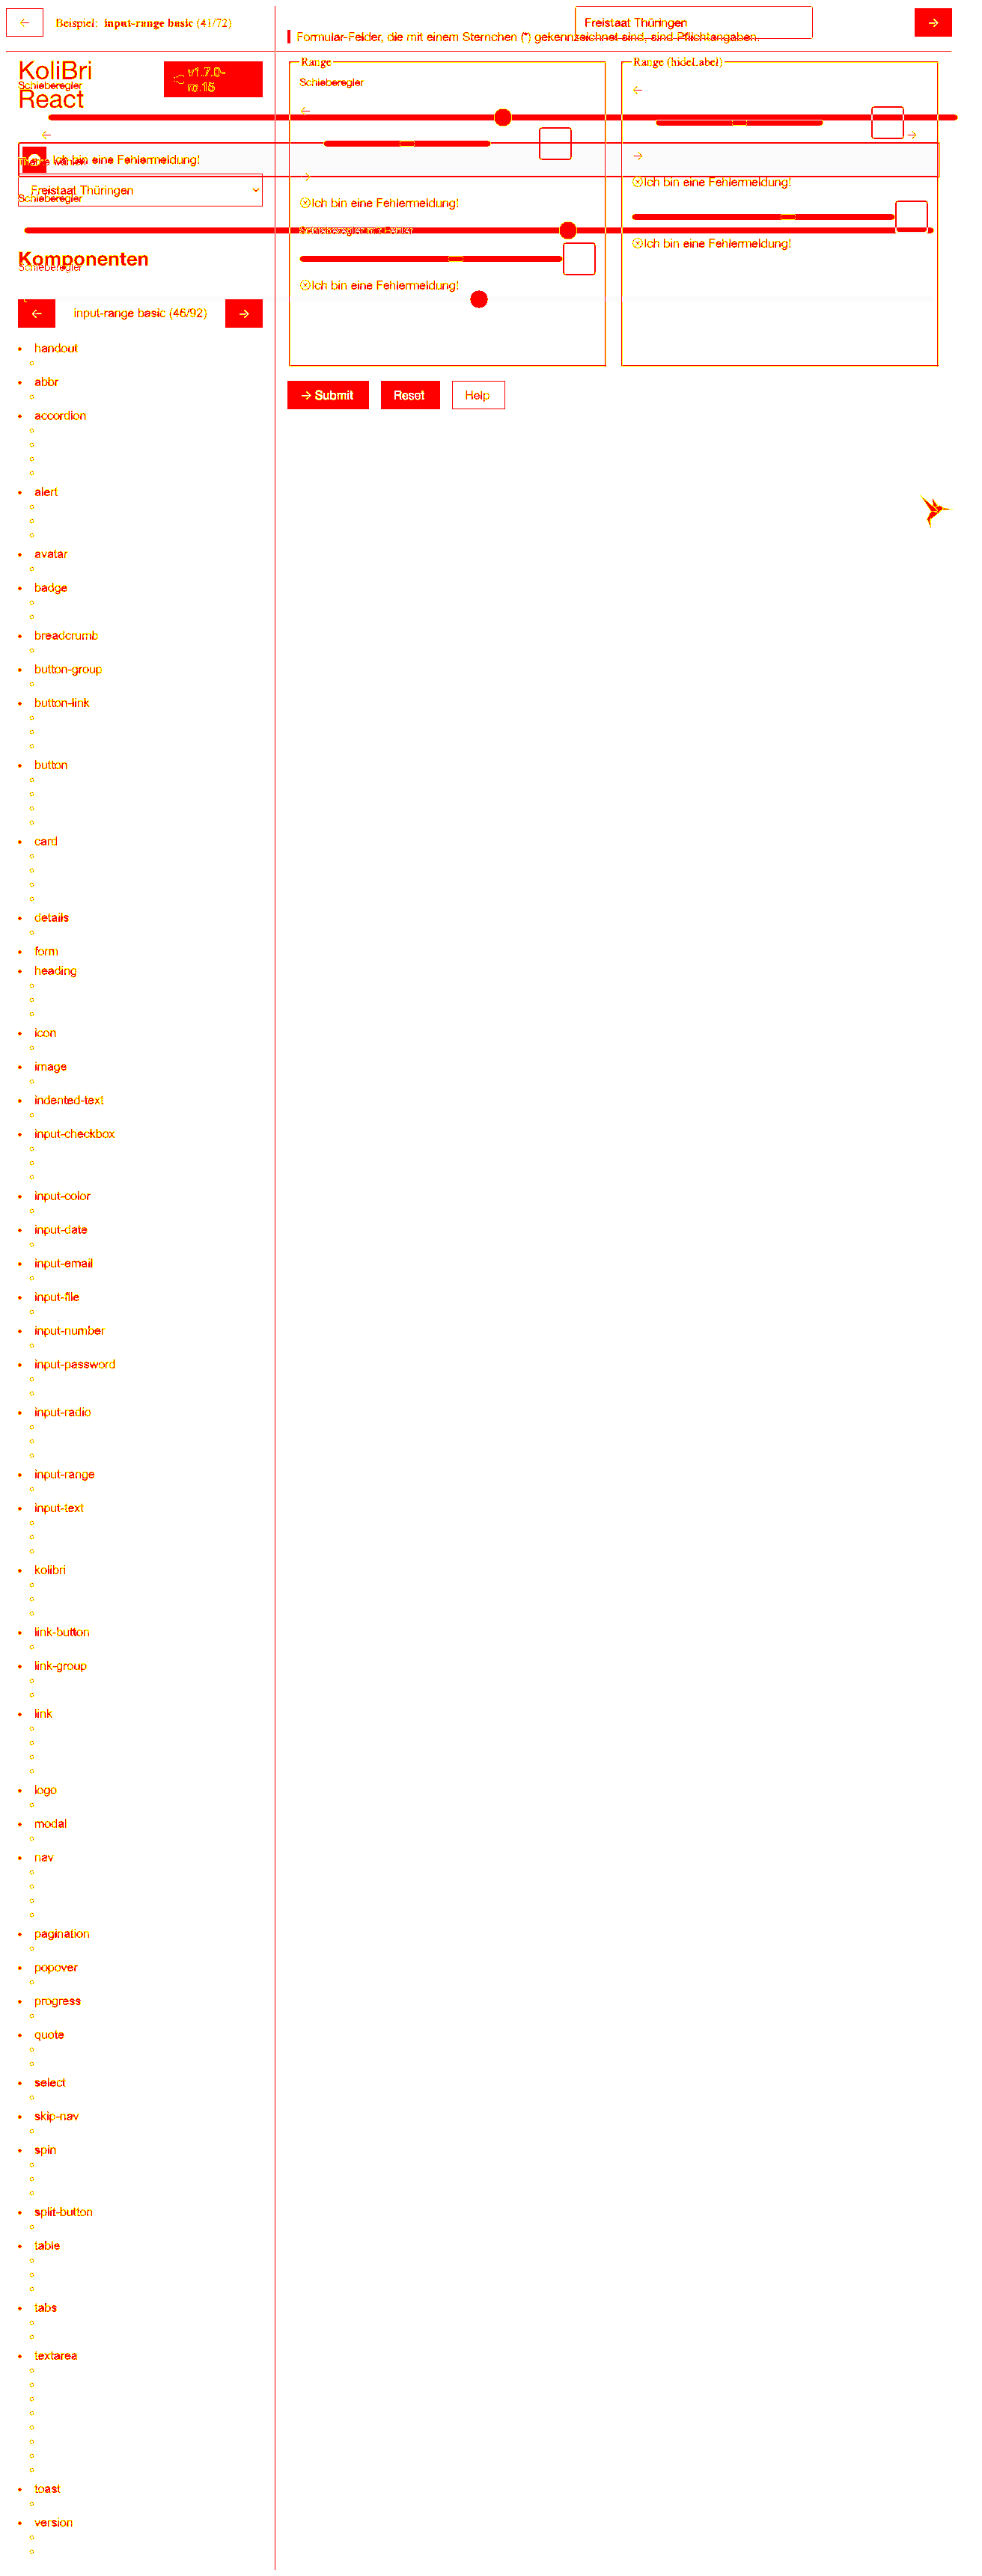 Beispiel: input-range basic (41/72)
Freistaat Thüringen
Formular-Felder, die mit einem Sternchen (*) gekennzeichnet sind, sind Pflichtangaben.
KoliBri
Schieberegler
React
v1.7.0-
rc.15
Ich bin eine Fehlermeldung!
wählen
Freistaat Thüringen
Schieberegler
Komponenten
Schieberegler
input-range basic (46/92)
handout
abbr
accordion
alert
avatar
badge
breadcrumb
button-group
button-link
button
card
details
form
heading
icon
image
indented-text
input-checkbox
input-color
input-date
input-email
input-file
input-number
input-password
input-radio
input-range
input-text
kolibri
link-button
link-group
link
logo
modal
nav
pagination
popover
progress
quote
select
skip-nav
spin
split-button
table
tabs
textarea
toast
version
Range
Schieberegler
Ich bin eine Fehlermeldung!
Schieberegler mit Fehler
Ich bin eine Fehlermeldung!
Range (hideLabel)
Ich bin eine Fehlermeldung!
Ich bin eine Fehlermeldung!
Submit
Reset
Help